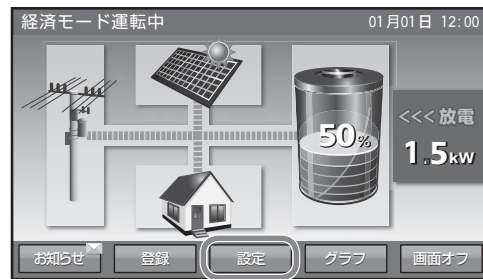 経済モード運転中
01月01日 12:00
50%
<<< 放電
1.5kW
お知らせ
登録
設定
グラフ
画面オフ